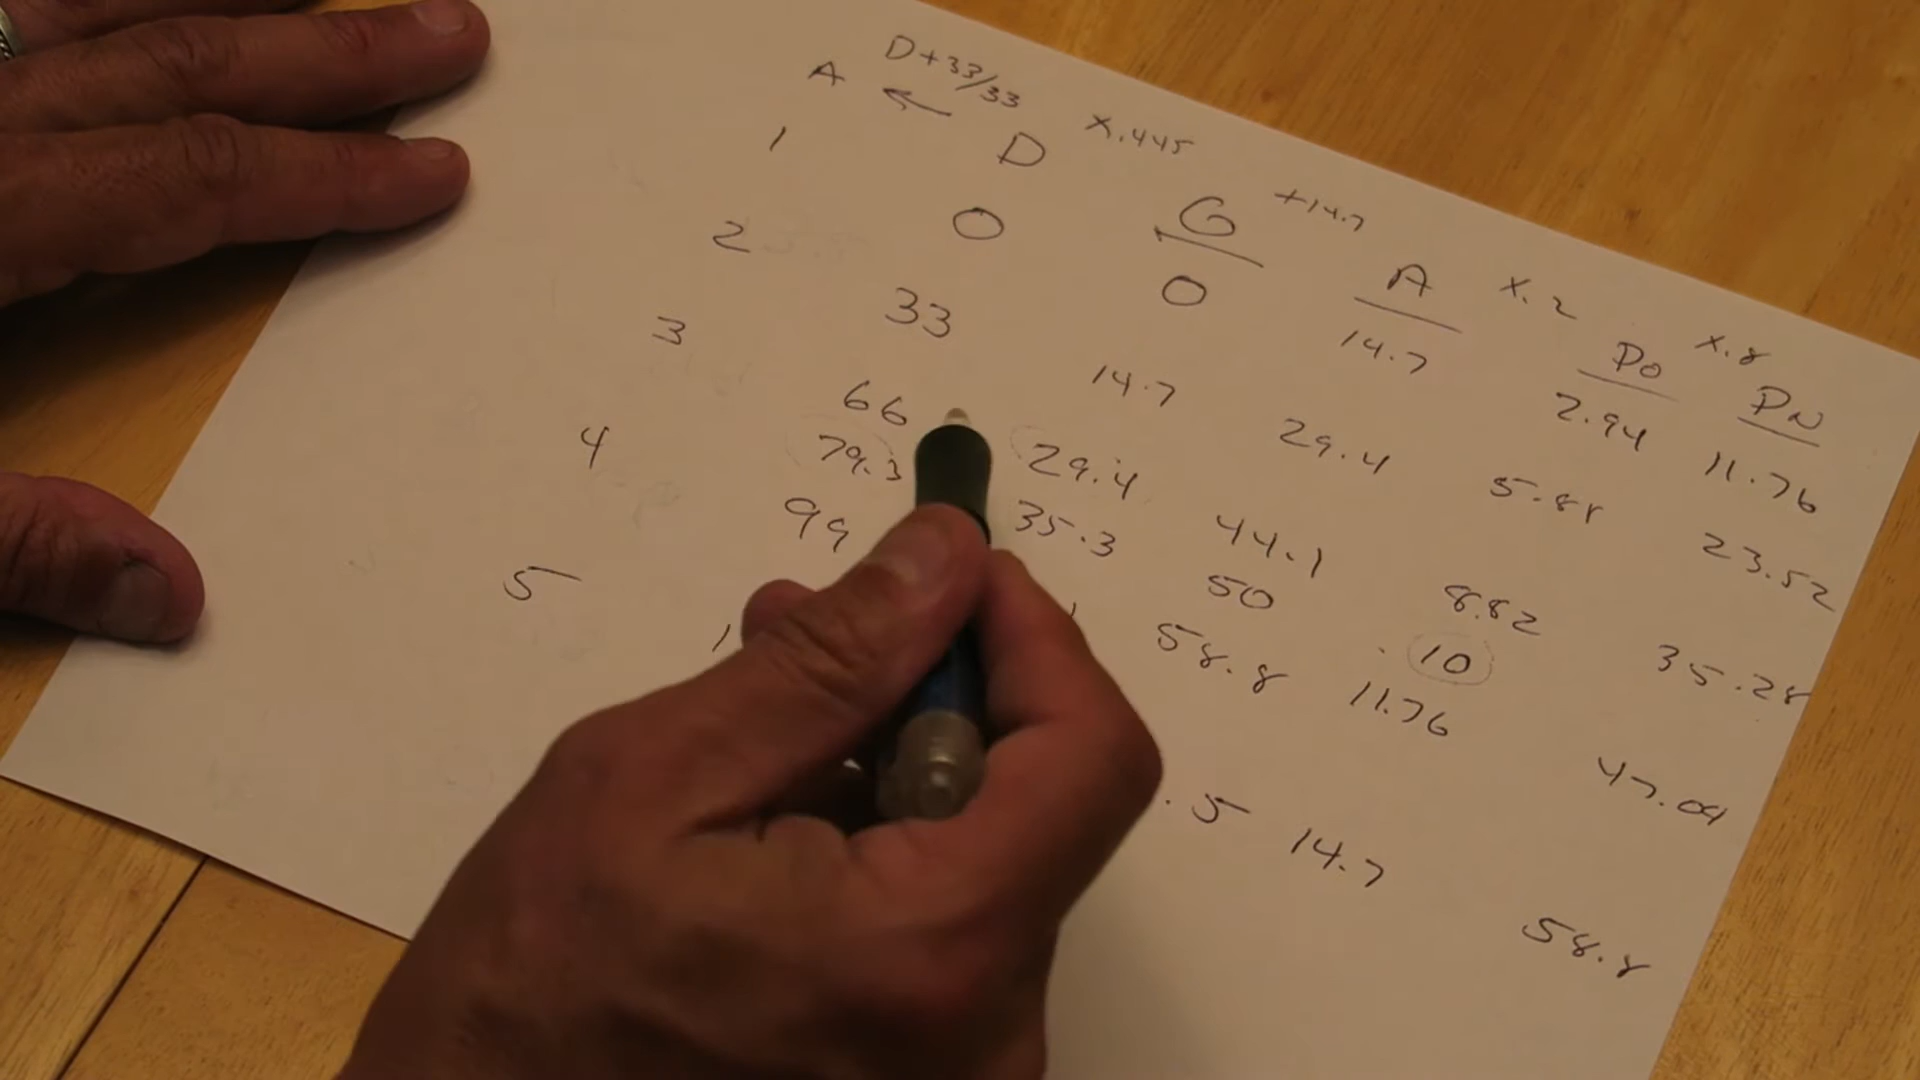 A ← D+33/33 D x.445 G +14.7 A x.2 PO x.8 PN
1 0 0 14.7 2.94 11.76
2 33 14.7 29.4 5.88 23.52
3 66 29.4 44.1 8.82 35.28
79.3 35.3 50 10
4 99 58.8 11.76 47.04
5 1 .5 14.7 58.8